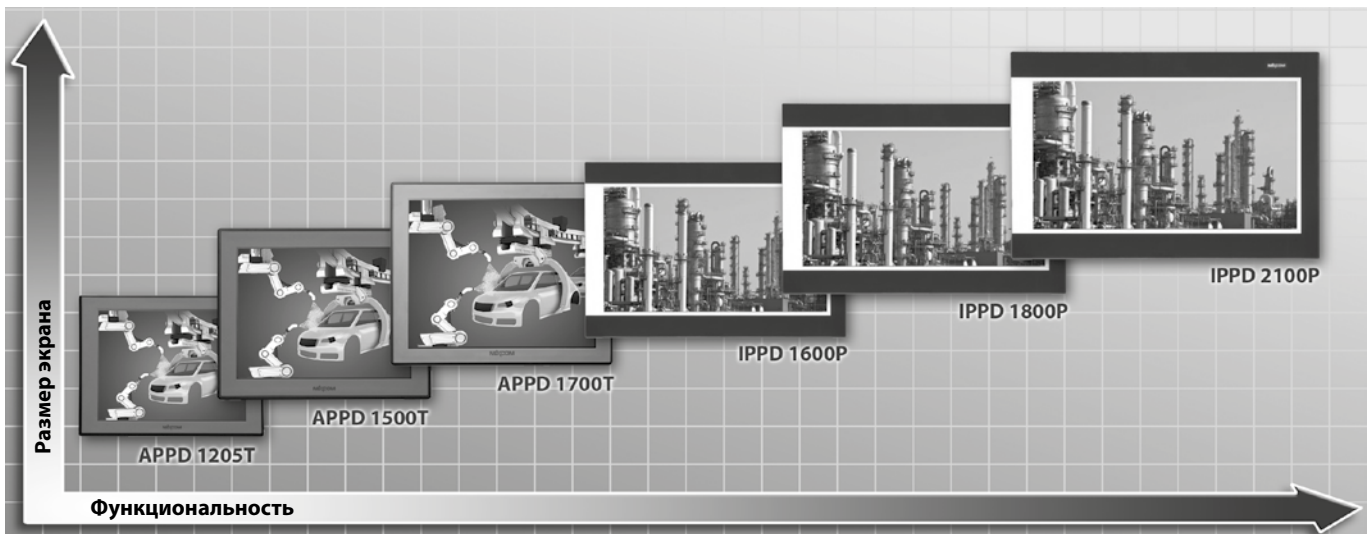 Размер экрана
IPPD 2100P
IPPD 1800P
IPPD 1600P
APPD 1700T
APPD 1500T
APPD 1205T
Функциональность